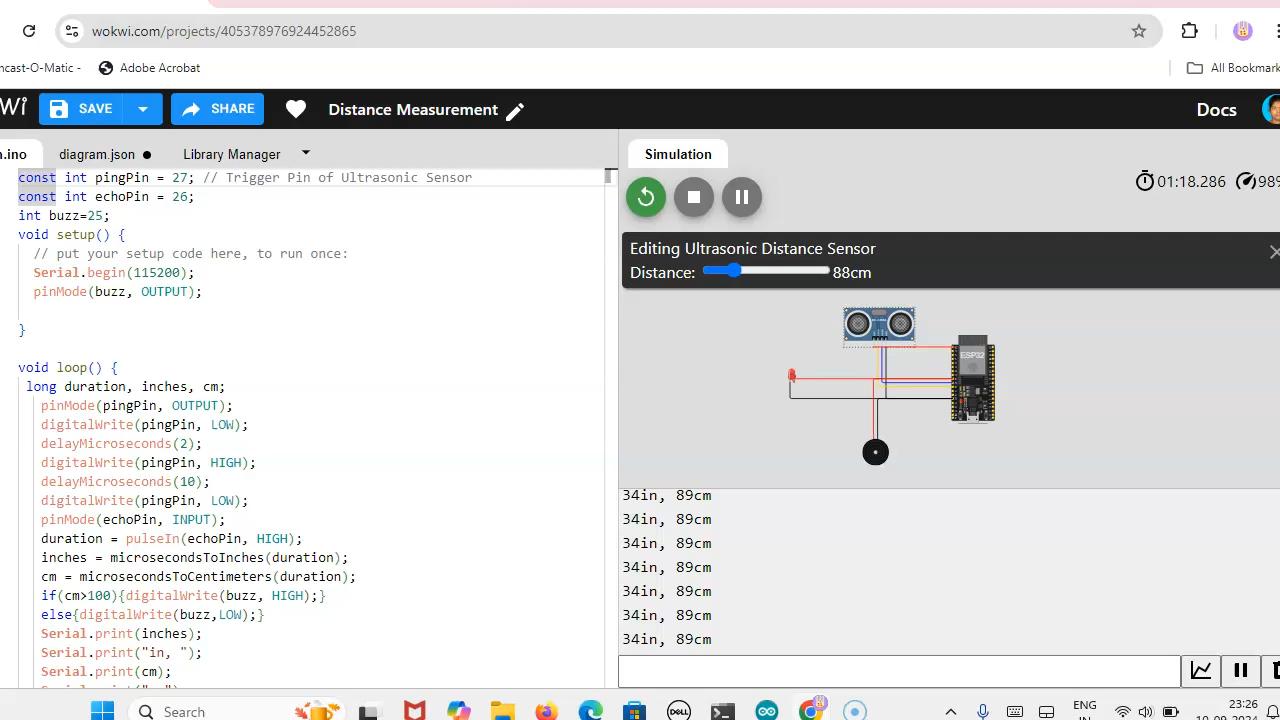 wokwi.com/projects/405378976924452865
ncast-O-Matic -
Adobe Acrobat
All Bookmark
Wi
SAVE
SHARE
Distance Measurement
Docs
n.ino
diagram.json
Library Manager
Simulation
const int pingPin = 27; // Trigger Pin of Ultrasonic Sensor
const int echoPin = 26;
int buzz=25;
void setup() {
// put your setup code here, to run once:
Serial.begin(115200);
pinMode(buzz, OUTPUT);
}
void loop() {
long duration, inches, cm;
pinMode(pingPin, OUTPUT);
digitalWrite(pingPin, LOW);
delayMicroseconds(2);
digitalWrite(pingPin, HIGH);
delayMicroseconds(10);
digitalWrite(pingPin, LOW);
pinMode(echoPin, INPUT);
duration = pulseIn(echoPin, HIGH);
inches = microsecondsToInches(duration);
cm = microsecondsToCentimeters(duration);
if(cm>100){digitalWrite(buzz, HIGH);}
else{digitalWrite(buzz,LOW);}
Serial.print(inches);
Serial.print("in, ");
Serial.print(cm);
01:18.286
98%
Editing Ultrasonic Distance Sensor
Distance: 88cm
ESP32
34in, 89cm
34in, 89cm
34in, 89cm
34in, 89cm
34in, 89cm
34in, 89cm
34in, 89cm
Search
DELL
ENG
IN
23:26
10-09-2024